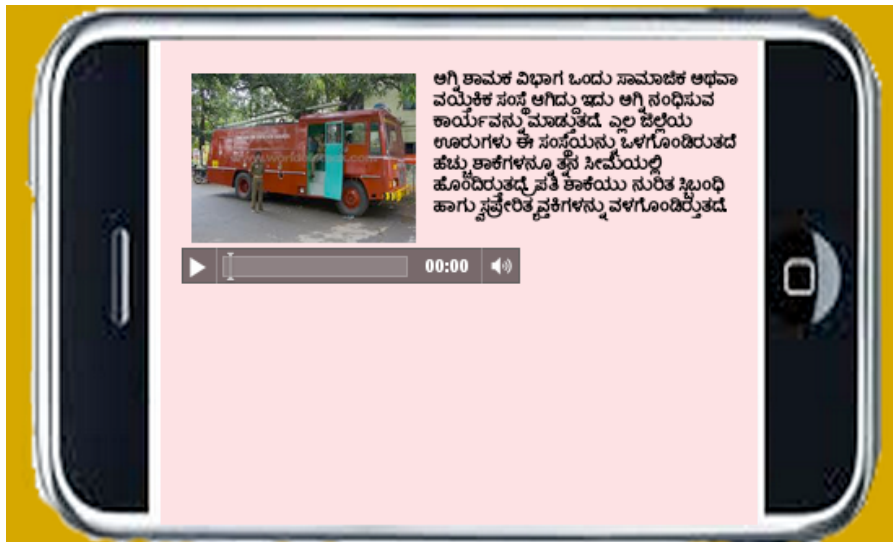 ಅಗ್ನಿ ಶಾಮಕ ವಿಭಾಗ ಒಂದು ಸಾಮಾಜಿಕ ಅಥವಾ
ವಯ್ತುಕಿಕ ಸಂಸ್ಥೆ ಆಗಿದ್ದು ಇದು ಅಗ್ನಿ ನಂಧಿಸುವ
ಕಾರ್ಯವನ್ನು ಮಾಡುತ್ತದೆ. ಎಲ್ಲ ಜಿಲ್ಲೆಯ
ಊರುಗಳು ಈ ಸಂಸ್ಥೆಯನ್ನು ಒಳಗೊಂಡಿರುತದೆ
ಹೆಚ್ಚು ಶಾಕೆಗಳನ್ನೂ ತ್ತನ ಸೀಮೆಯಲ್ಲಿ
ಹೊಂದಿರುತ್ತದೆ ಪ್ರತಿ ಶಾಕೆಯು ನುರಿತ ಸ್ಬಿಬಂಧಿ
ಹಾಗು ಸ್ವಪ್ರೇರಿತ ವ್ಯಕಿಗಳನ್ನು ವಳಗೊಂಡಿರುತ್ತದೆ.
00:00